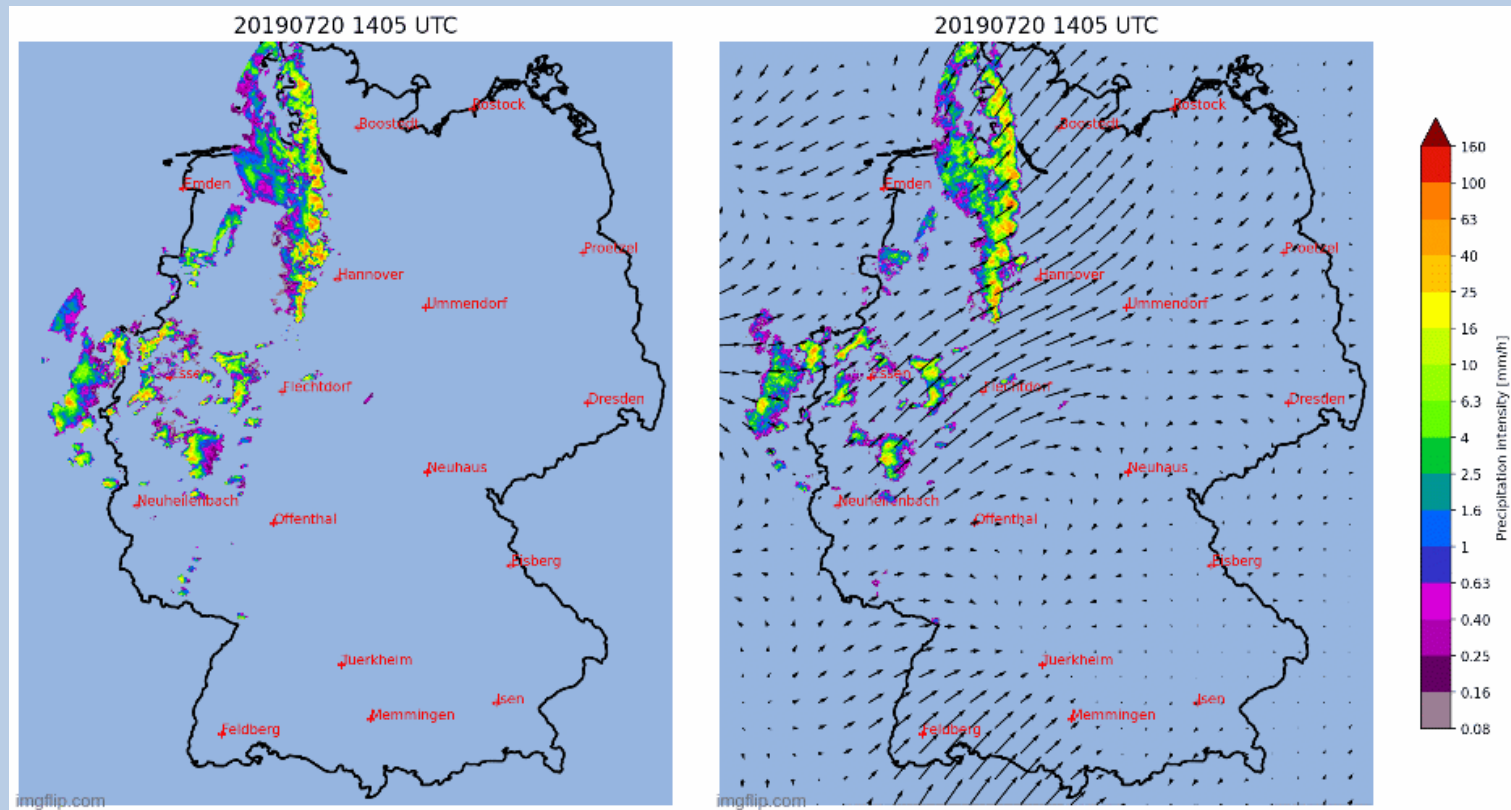 20190720 1405 UTC
Rostock
Boostedt
Emden
Proetzel
Hannover
Ummendorf
Flechtdorf
Dresden
Neuhaus
Neuheilenbach
Offenthal
Eisberg
Tuerkheim
Isen
Memmingen
Feldberg
imgflip.com
20190720 1405 UTC
Rostock
Boostedt
Emden
Proetzel
Hannover
Ummendorf
Essen
Flechtdorf
Dresden
Neuhaus
Neuheilenbach
Offenthal
Eisberg
Tuerkheim
Isen
Memmingen
Feldberg
imgflip.com
160
100
63
40
25
16
10
6.3
4
2.5
1.6
1
0.63
0.40
0.25
0.16
0.08
Precipitation intensity [mm/h]